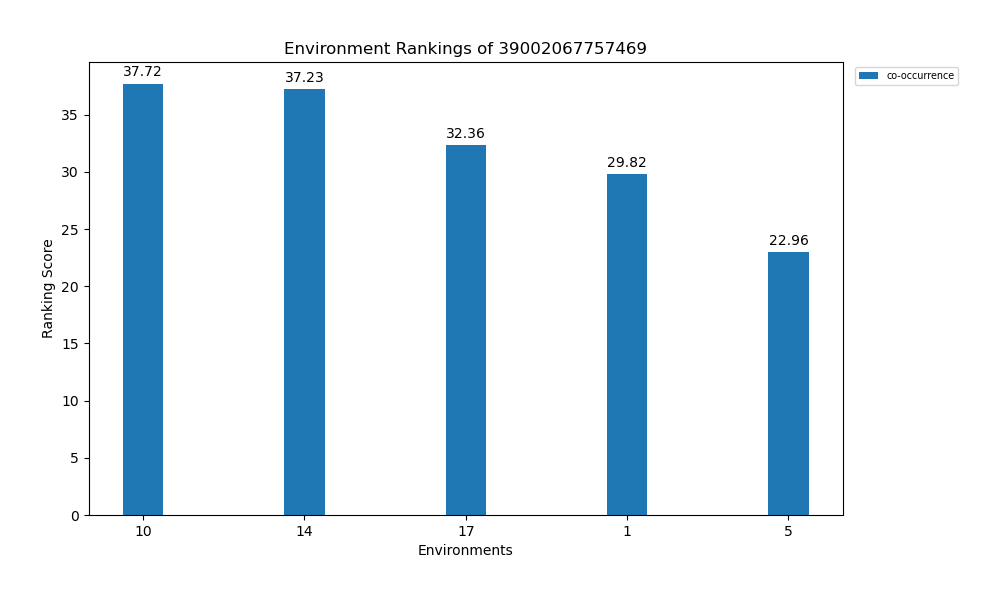 Environment Rankings of 39002067757469
co-occurrence
37.72
37.23
32.36
29.82
22.96
Ranking Score
35
30
25
20
15
10
5
0
10 14 17 1 5
Environments